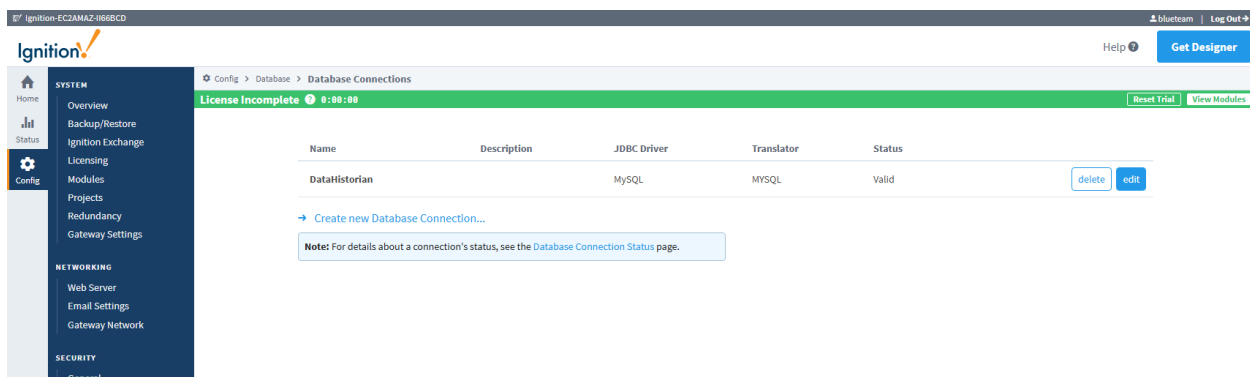 Ignition-EC2AMAZ-II66BCD
blueteam | Log Out
Ignition!
Help ?
Get Designer
Home
Status
Config
SYSTEM
Overview
Backup/Restore
Ignition Exchange
Licensing
Modules
Projects
Redundancy
Gateway Settings
NETWORKING
Web Server
Email Settings
Gateway Network
SECURITY
General
Config > Database > Database Connections
License Incomplete ? 0:00:00
Reset Trial View Modules
Name Description JDBC Driver Translator Status
DataHistorian MySQL MYSQL Valid delete edit
→ Create new Database Connection...
Note: For details about a connection's status, see the Database Connection Status page.